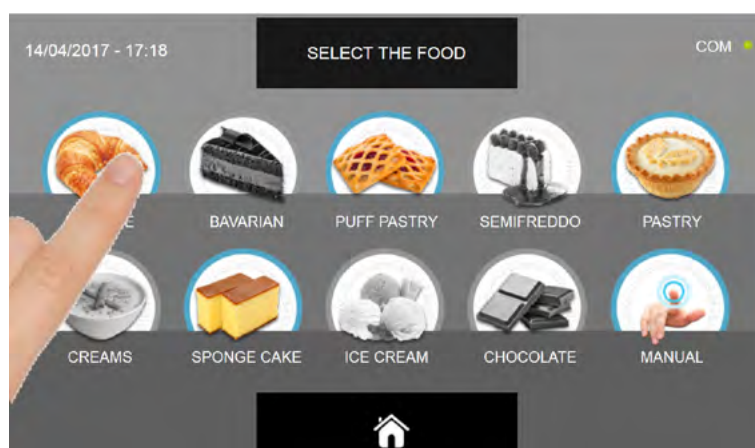 14/04/2017 - 17:18
SELECT THE FOOD
COM
BAVARIAN
PUFF PASTRY
SEMIFREDDO
PASTRY
CREAMS
SPONGE CAKE
ICE CREAM
CHOCOLATE
MANUAL